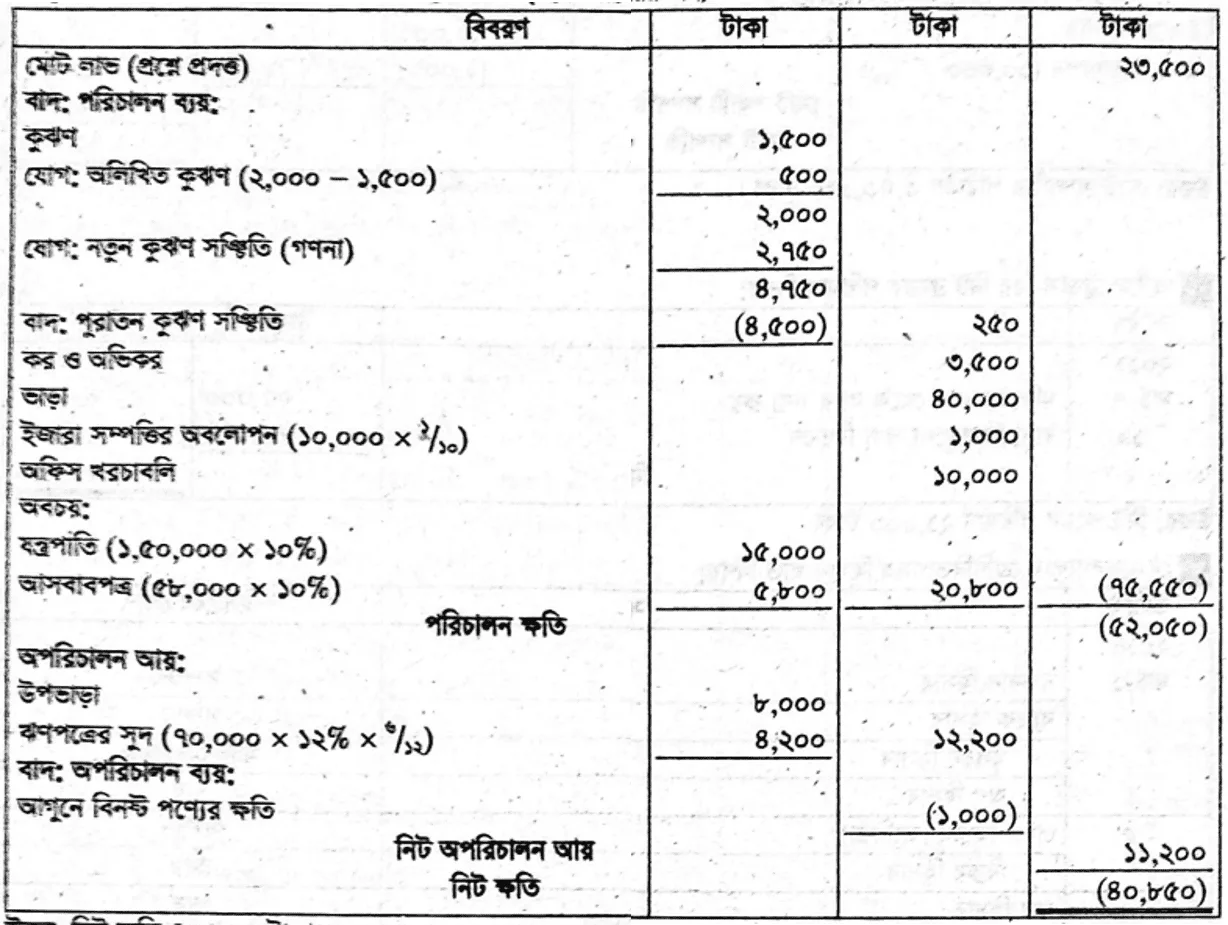 বিবরণ টাকা টাকা টাকা
মোট লাভ (প্রশ্নে প্রদত্ত) ২৩,৫০০
বাদ: পরিচালন ব্যয়:
কুঋণ ১,৫০০
যোগ: অলিখিত কুঋণ (২,০০০ – ১,৫০০) ৫০০
২,০০০
যোগ: নতুন কুঋণ সঞ্চিতি (গণনা) ২,৭৫০
৪,৭৫০
বাদ: পুরাতন কুঋণ সঞ্চিতি (৪,৫০০) ২৫০
কর ও অভিকর ৩,৫০০
ভাড়া ৪০,০০০
ইজারা সম্পত্তির অবলোপন (১০,০০০ × ১/১০) ১,০০০
অফিস খরচাবলি ১০,০০০
অবচয়:
যন্ত্রপাতি (১,৫০,০০০ × ১০%) ১৫,০০০
আসবাবপত্র (৫৮,০০০ × ১০%) ৫,৮০০ ২০,৮০০ (৭৫,৫৫০)
পরিচালন ক্ষতি (৫২,০৫০)
অপরিচালন আয়:
উপভাড়া ৮,০০০
ঋণপত্রের সুদ (৭০,০০০ × ১২% × ৬/১২) ৪,২০০ ১২,২০০
বাদ: অপরিচালন ব্যয়:
আগুনে বিনষ্ট পণ্যের ক্ষতি (১,০০০)
নিট অপরিচালন আয় ১১,২০০
নিট ক্ষতি (৪০,৮৫০)